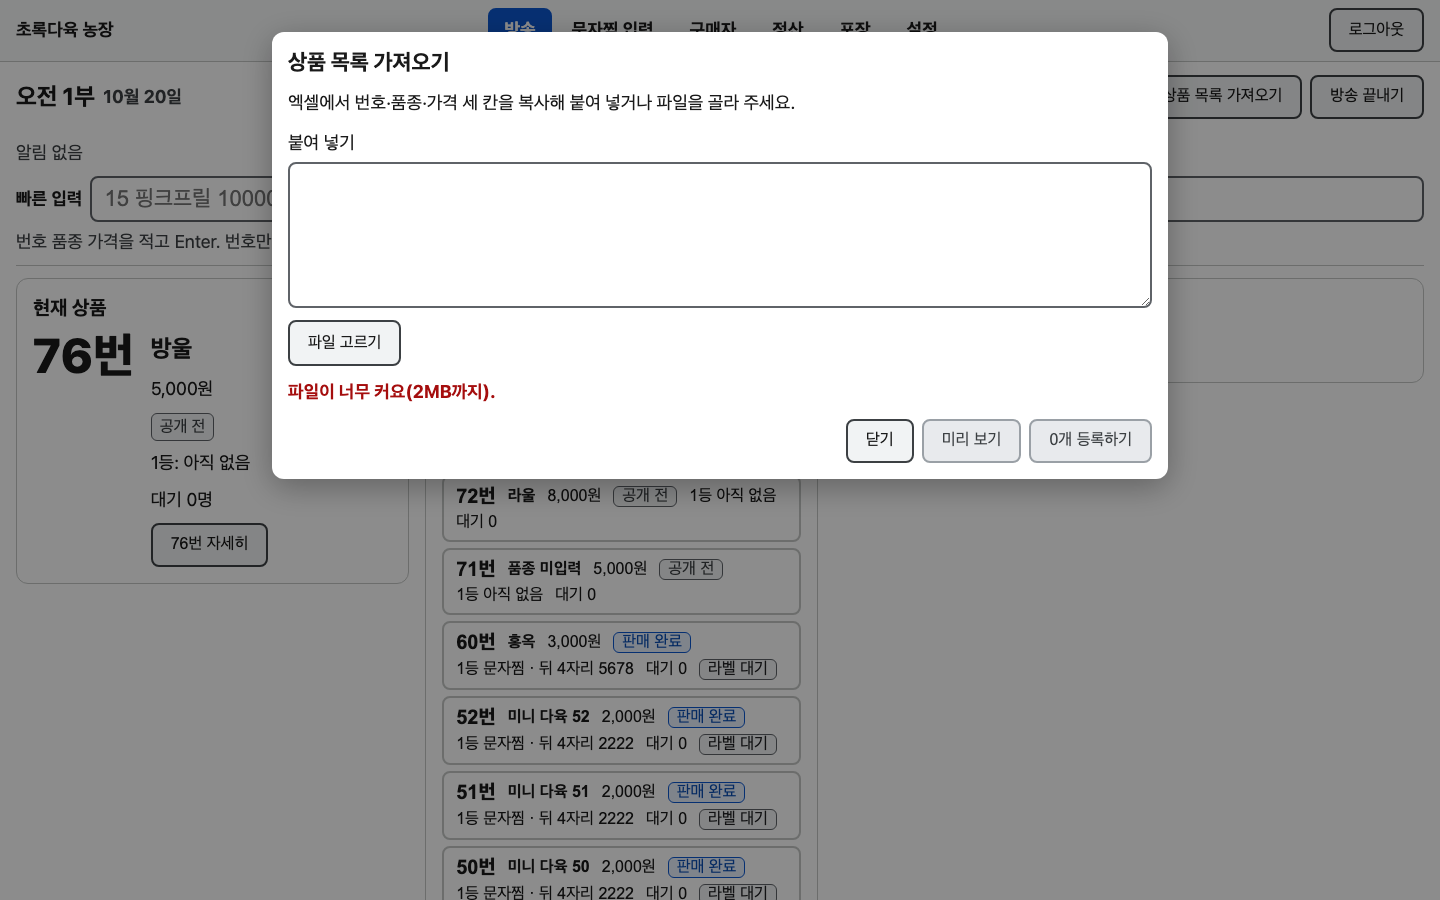 초록다육 농장
방송 문자찜 입력 구매자 정산 포장 설정
로그아웃
오전 1부 10월 20일
상품 목록 가져오기
방송 끝내기
알림 없음
빠른 입력 15 핑크프릴 10000
번호 품종 가격을 적고 Enter. 번호만
상품 목록 가져오기
엑셀에서 번호·품종·가격 세 칸을 복사해 붙여 넣거나 파일을 골라 주세요.
붙여 넣기
파일 고르기
파일이 너무 커요(2MB까지).
닫기
미리 보기
0개 등록하기
현재 상품
76번 방울
5,000원
공개 전
1등: 아직 없음
대기 0명
76번 자세히
72번 라울 8,000원 공개 전 1등 아직 없음
대기 0
71번 품종 미입력 5,000원 공개 전
1등 아직 없음 대기 0
60번 홍옥 3,000원 판매 완료
1등 문자찜 · 뒤 4자리 5678 대기 0 라벨 대기
52번 미니 다육 52 2,000원 판매 완료
1등 문자찜 · 뒤 4자리 2222 대기 0 라벨 대기
51번 미니 다육 51 2,000원 판매 완료
1등 문자찜 · 뒤 4자리 2222 대기 0 라벨 대기
50번 미니 다육 50 2,000원 판매 완료
1등 문자찜 · 뒤 4자리 2222 대기 0 라벨 대기